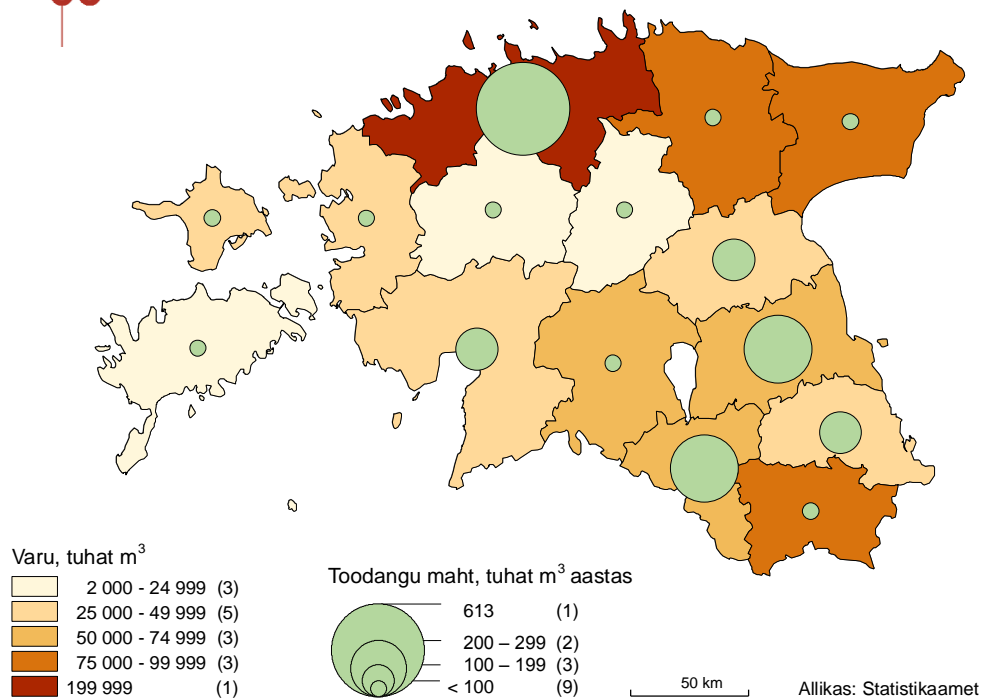 Varu, tuhat m³
2 000 - 24 999 (3)
25 000 - 49 999 (5)
50 000 - 74 999 (3)
75 000 - 99 999 (3)
199 999 (1)
Toodangu maht, tuhat m³ aastas
613 (1)
200 – 299 (2)
100 – 199 (3)
< 100 (9)
50 km
Allikas: Statistikaamet